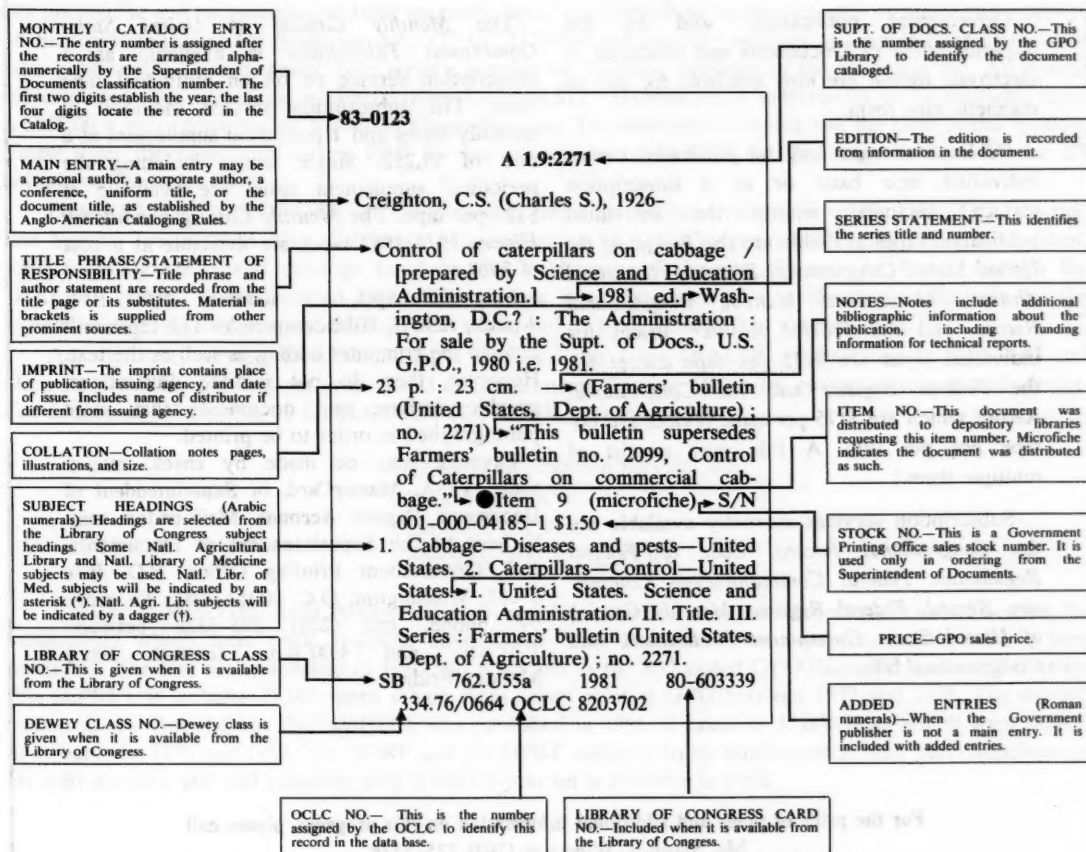 MONTHLY CATALOG ENTRY
NO.—The entry number is assigned after
the records are arranged alpha-
numerically by the Superintendent of
Documents classification number. The
first two digits establish the year; the last
four digits locate the record in the
Catalog.
MAIN ENTRY—A main entry may be
a personal author, a corporate author, a
conference, uniform title, or the
document title, as established by the
Anglo-American Cataloging Rules.
TITLE PHRASE/STATEMENT OF
RESPONSIBILITY—Title phrase and
author statement are recorded from the
title page or its substitutes. Material in
brackets is supplied from other
prominent sources.
IMPRINT—The imprint contains place
of publication, issuing agency, and date
of issue. Includes name of distributor if
different from issuing agency.
COLLATION—Collation notes pages,
illustrations, and size.
SUBJECT HEADINGS (Arabic
numerals)—Headings are selected from
the Library of Congress subject
headings. Some Natl. Agricultural
Library and Natl. Library of Medicine
subjects may be used. Natl. Libr. of
Med. subjects will be indicated by an
asterisk (*). Natl. Agri. Lib. subjects will
be indicated by a dagger (†).
LIBRARY OF CONGRESS CLASS
NO.—This is given when it is available
from the Library of Congress.
DEWEY CLASS NO.—Dewey class is
given when it is available from the
Library of Congress.
83–0123
A 1.9:2271
Creighton, C.S. (Charles S.), 1926–
Control of caterpillars on cabbage /
[prepared by Science and Education
Administration.] 1981 ed. Wash-
ington, D.C.? : The Administration :
For sale by the Supt. of Docs., U.S.
G.P.O., 1980 i.e. 1981.
23 p. ; 23 cm. — (Farmers' bulletin
(United States, Dept. of Agriculture) ;
no. 2271) “This bulletin supersedes
Farmers' bulletin no. 2099, Control
of Caterpillars on commercial cab-
bage.” ●Item 9 (microfiche) S/N
001–000–04185–1 $1.50
1. Cabbage—Diseases and pests—United
States. 2. Caterpillars—Control—United
States. I. United States. Science and
Education Administration. II. Title. III.
Series : Farmers' bulletin (United States.
Dept. of Agriculture) ; no. 2271.
SB 762.U55a 1981 80–603339
334.76/0664 OCLC 8203702
SUPT. OF DOCS. CLASS NO.—This
is the number assigned by the GPO
Library to identify the document
cataloged.
EDITION—The edition is recorded
from information in the document.
SERIES STATEMENT—This identifies
the series title and number.
NOTES—Notes include additional
bibliographic information about the
publication, including funding
information for technical reports.
ITEM NO.—This document was
distributed to depository libraries
requesting this item number. Microfiche
indicates the document was distributed
as such.
STOCK NO.—This is a Government
Printing Office sales stock number. It is
used only in ordering from the
Superintendent of Documents.
PRICE—GPO sales price.
ADDED ENTRIES (Roman
numerals)—When the Government
publisher is not a main entry. It is
included with added entries.
OCLC NO.— This is the number
assigned by the OCLC to identify this
record in the data base.
LIBRARY OF CONGRESS CARD
NO.—Included when it is available from
the Library of Congress.